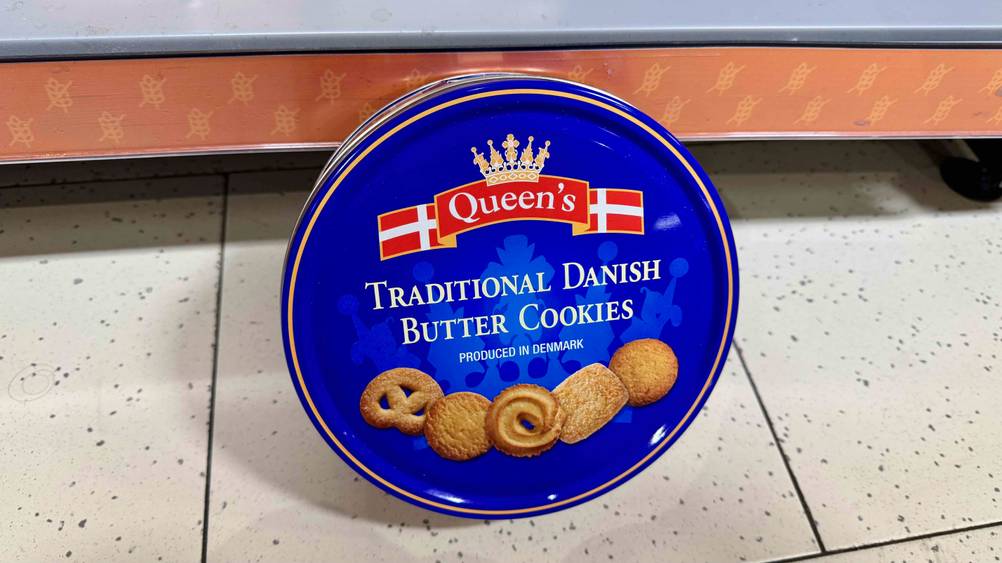 Queen's
TRADITIONAL DANISH
BUTTER COOKIES
PRODUCED IN DENMARK